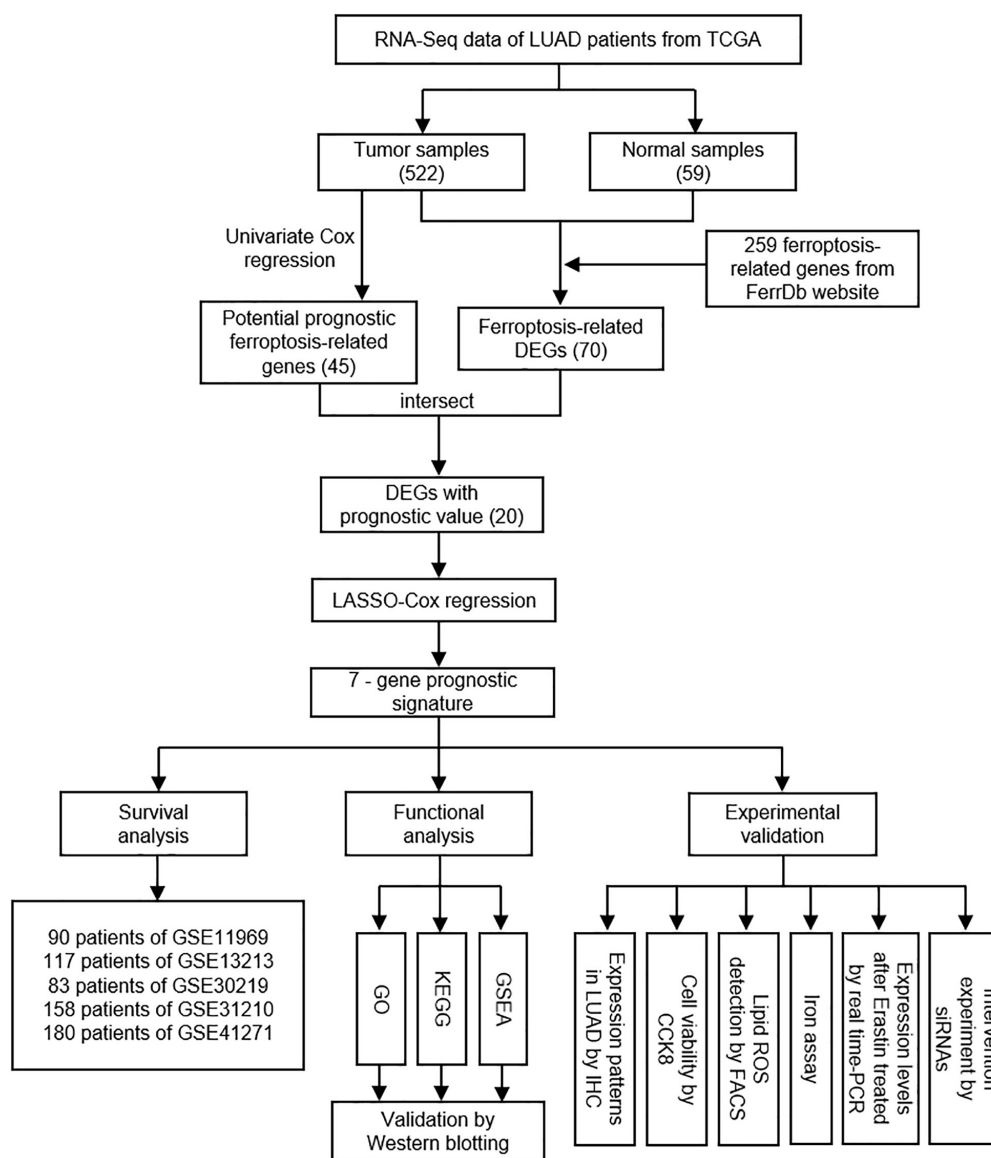 RNA-Seq data of LUAD patients from TCGA
Tumor samples
(522)
Normal samples
(59)
Univariate Cox
regression
259 ferroptosis-
related genes from
FerrDb website
Potential prognostic
ferroptosis-related
genes (45)
Ferroptosis-related
DEGs (70)
intersect
DEGs with
prognostic value (20)
LASSO-Cox regression
7 - gene prognostic
signature
Survival
analysis
Functional
analysis
Experimental
validation
90 patients of GSE11969
117 patients of GSE13213
83 patients of GSE30219
158 patients of GSE31210
180 patients of GSE41271
GO
KEGG
GSEA
Validation by
Western blotting
Expression patterns
in LUAD by IHC
Cell viability by
CCK8
Lipid ROS
detection by FACS
Iron assay
Expression levels
after Erastin treated
by real time-PCR
Intervention
experiment by
siRNAs